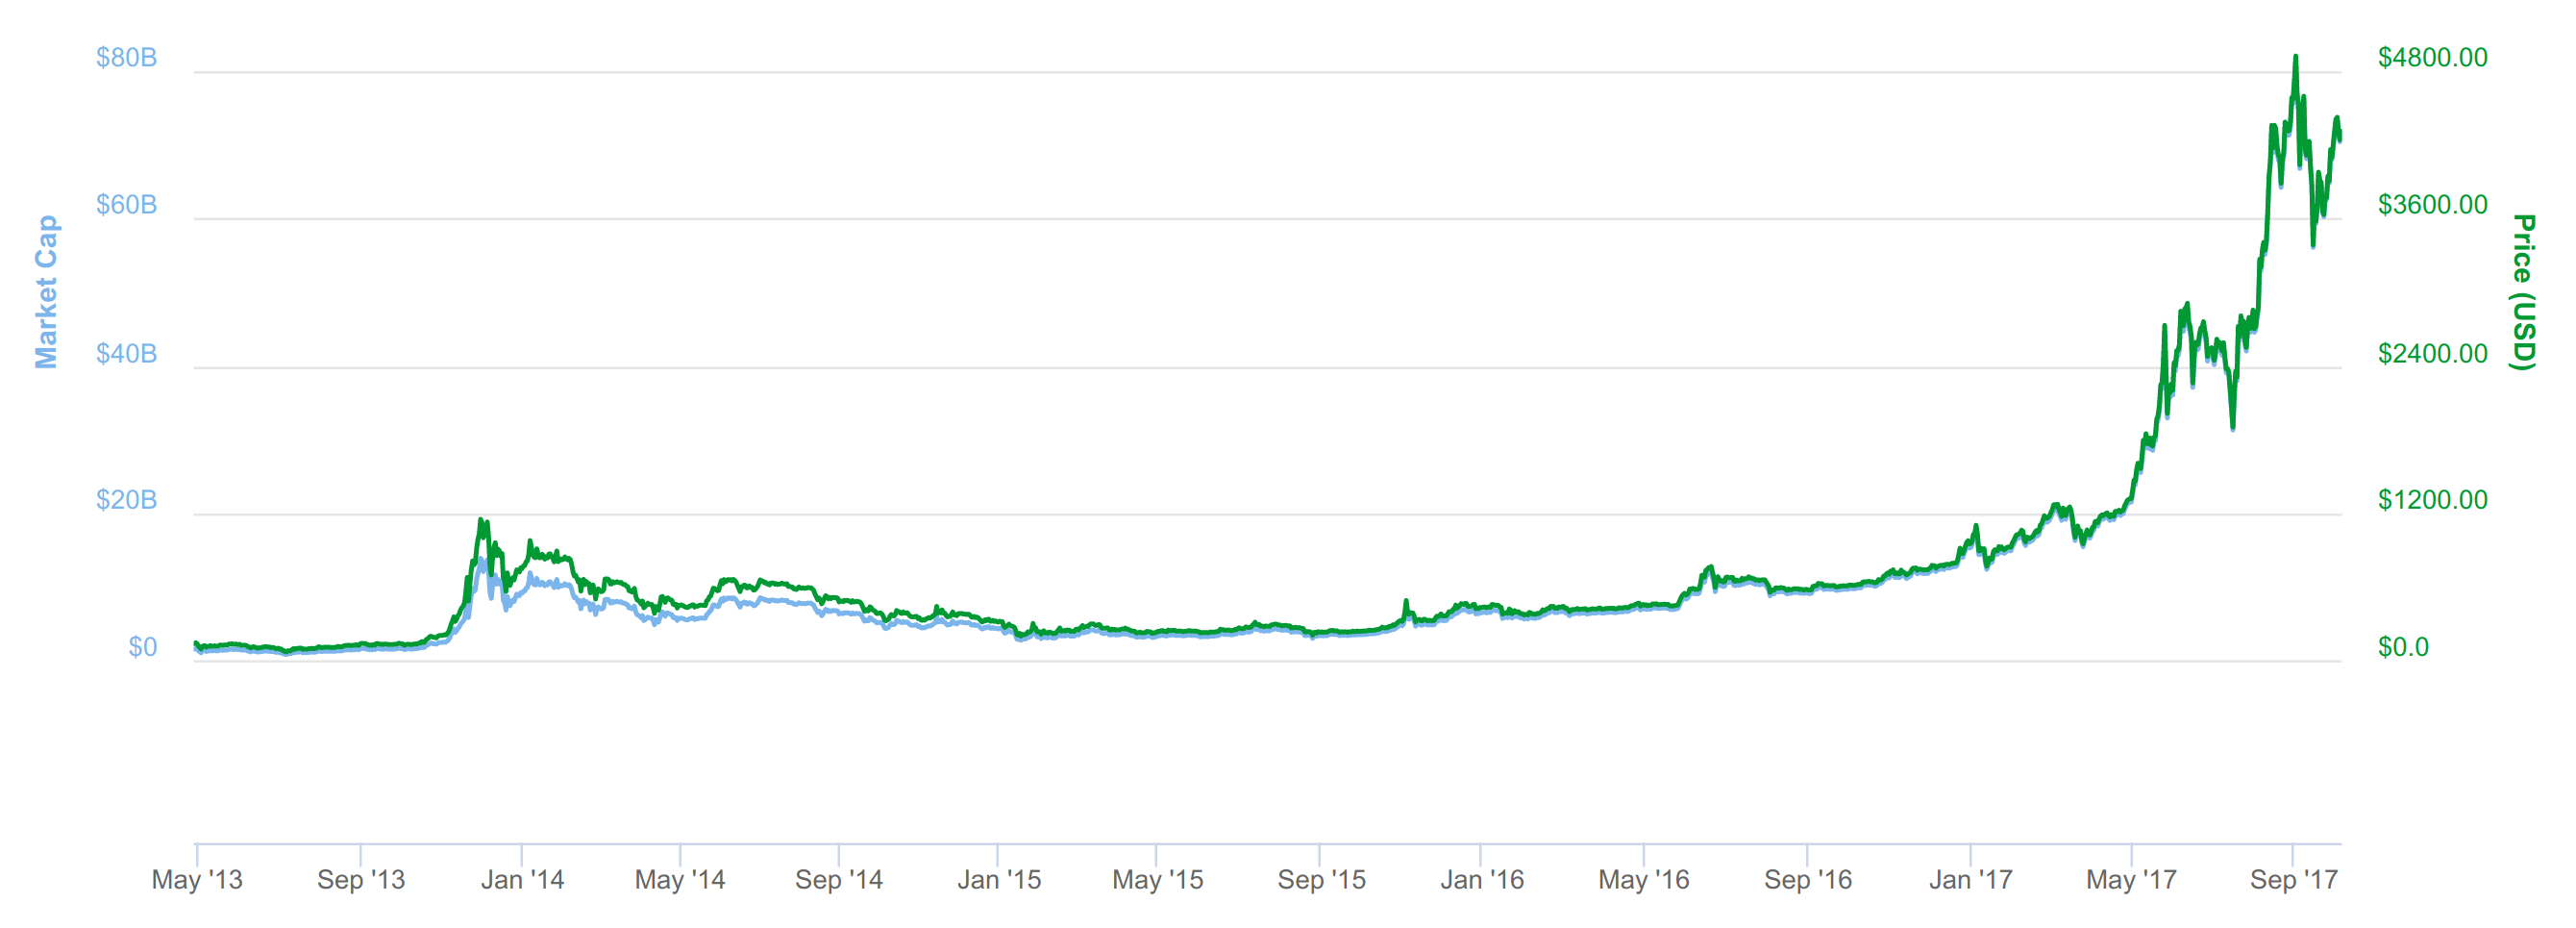 Market Cap
$80B
$60B
$40B
$20B
$0
$4800.00
$3600.00
$2400.00
$1200.00
$0.0
Price (USD)
May '13
Sep '13
Jan '14
May '14
Sep '14
Jan '15
May '15
Sep '15
Jan '16
May '16
Sep '16
Jan '17
May '17
Sep '17